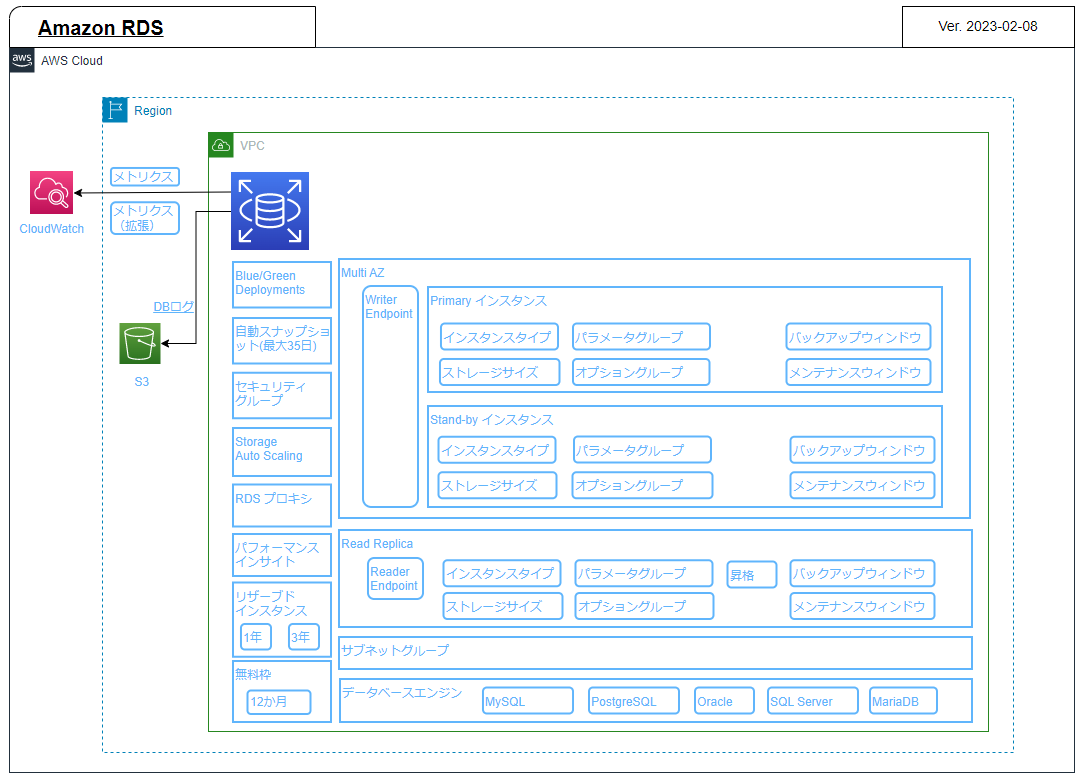 Amazon RDS
Ver. 2023-02-08
aws
AWS Cloud
Region
VPC
メトリクス
メトリクス
（拡張）
CloudWatch
DBログ
S3
Blue/Green
Deployments
自動スナップショ
ット(最大35日)
セキュリティ
グループ
Storage
Auto Scaling
RDS プロキシ
パフォーマンス
インサイト
リザーブド
インスタンス
1年
3年
無料枠
12か月
Multi AZ
Writer
Endpoint
Primary インスタンス
インスタンスタイプ
パラメータグループ
バックアップウィンドウ
ストレージサイズ
オプショングループ
メンテナンスウィンドウ
Stand-by インスタンス
インスタンスタイプ
パラメータグループ
バックアップウィンドウ
ストレージサイズ
オプショングループ
メンテナンスウィンドウ
Read Replica
Reader
Endpoint
インスタンスタイプ
パラメータグループ
昇格
バックアップウィンドウ
ストレージサイズ
オプショングループ
メンテナンスウィンドウ
サブネットグループ
データベースエンジン
MySQL
PostgreSQL
Oracle
SQL Server
MariaDB